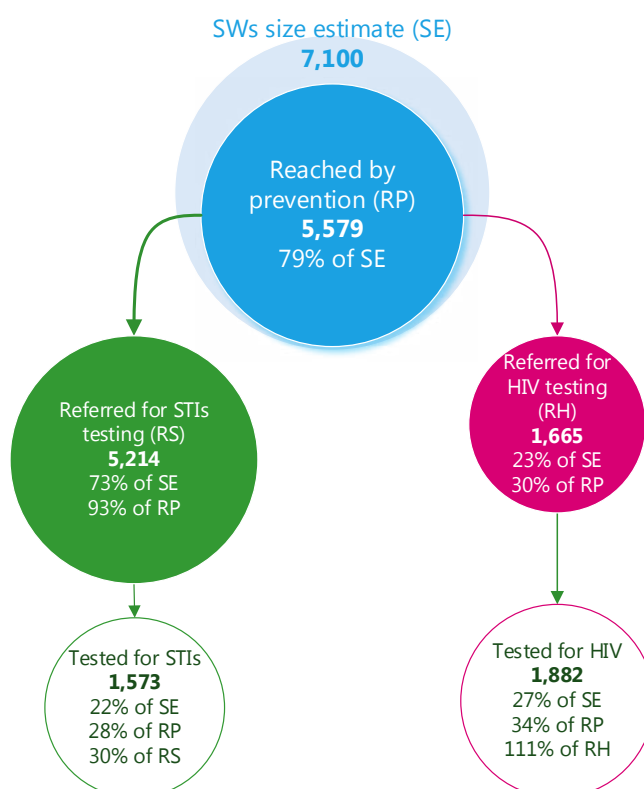 SWs size estimate (SE)
7,100
Reached by
prevention (RP)
5,579
79% of SE
Referred for STIs
testing (RS)
5,214
73% of SE
93% of RP
Referred for
HIV testing
(RH)
1,665
23% of SE
30% of RP
Tested for STIs
1,573
22% of SE
28% of RP
30% of RS
Tested for HIV
1,882
27% of SE
34% of RP
111% of RH